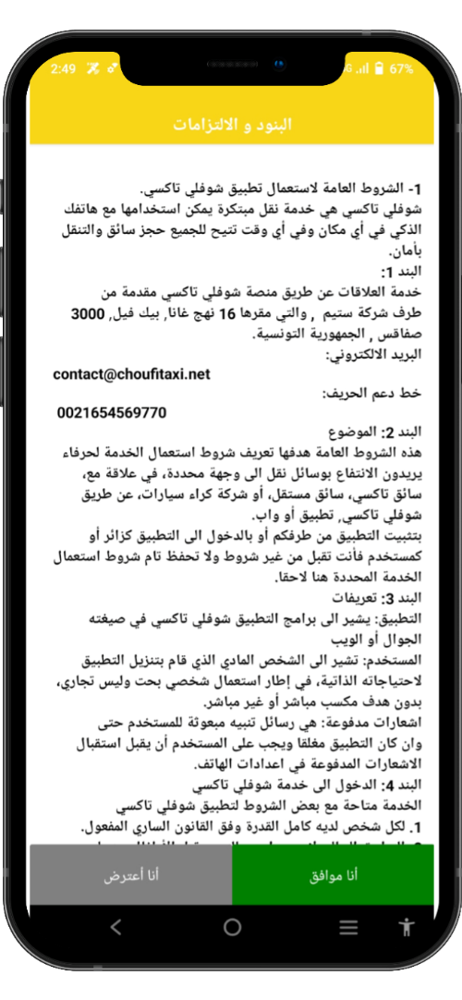 2:49
G
67%
البنود و الالتزامات
1- الشروط العامة لاستعمال تطبيق شوفلي تاكسي.
شوفلي تاكسي هي خدمة نقل مبتكرة يمكن استخدامها مع هاتفك
الذكي في أي مكان وفي أي وقت تتيح للجميع حجز سائق والتنقل
بأمان.
البند 1:
خدمة العلاقات عن طريق منصة شوفلي تاكسي مقدمة من
طرف شركة ستيم , والتي مقرها 16 نهج غانا, بيك فيل, 3000
صفاقس , الجمهورية التونسية.
البريد الالكتروني:
contact@choufitaxi.net
خط دعم الحريف:
0021654569770
البند 2: الموضوع
هذه الشروط العامة هدفها تعريف شروط استعمال الخدمة لحرفاء
يريدون الانتفاع بوسائل نقل الى وجهة محددة، في علاقة مع،
سائق تاكسي، سائق مستقل، أو شركة كراء سيارات، عن طريق
شوفلي تاكسي, تطبيق أو واب.
بتثبيت التطبيق من طرفكم أو بالدخول الى التطبيق كزائر أو
كمستخدم فأنت تقبل من غير شروط ولا تحفظ تام شروط استعمال
الخدمة المحددة هنا لاحقا.
البند 3: تعريفات
التطبيق: يشير الى برامج التطبيق شوفلي تاكسي في صيغته
الجوال أو الويب
المستخدم: تشير الى الشخص المادي الذي قام بتنزيل التطبيق
لاحتياجاته الذاتية، في إطار استعمال شخصي بحت وليس تجاري،
بدون هدف مكسب مباشر أو غير مباشر.
اشعارات مدفوعة: هي رسائل تنبيه مبعوثة للمستخدم حتى
وان كان التطبيق مغلقا ويجب على المستخدم أن يقبل استقبال
الاشعارات المدفوعة في اعدادات الهاتف.
البند 4: الدخول الى خدمة شوفلي تاكسي
الخدمة متاحة مع بعض الشروط لتطبيق شوفلي تاكسي
1. لكل شخص لديه كامل القدرة وفق القانون الساري المفعول.
أنا موافق
أنا أعترض